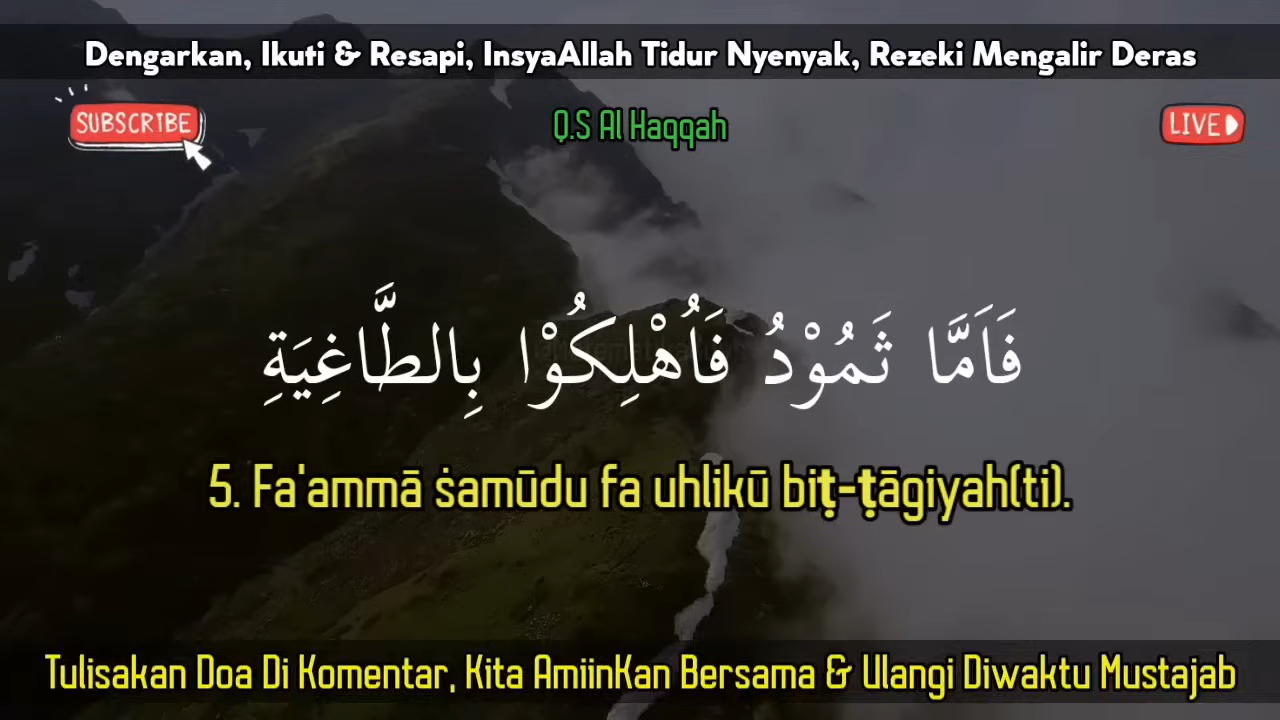 Dengarkan, Ikuti & Resapi, InsyaAllah Tidur Nyenyak, Rezeki Mengalir Deras
SUBSCRIBE
Q.S Al Haqqah
LIVE
فَاَمَّا ثَمُوْدُ فَاُهْلِكُوْا بِالطَّاغِيَةِ
5. Fa'ammā ṡamūdu fa uhlikū biṭ-ṭāgiyah(ti).
Tulisakan Doa Di Komentar, Kita AmiinKan Bersama & Ulangi Diwaktu Mustajab